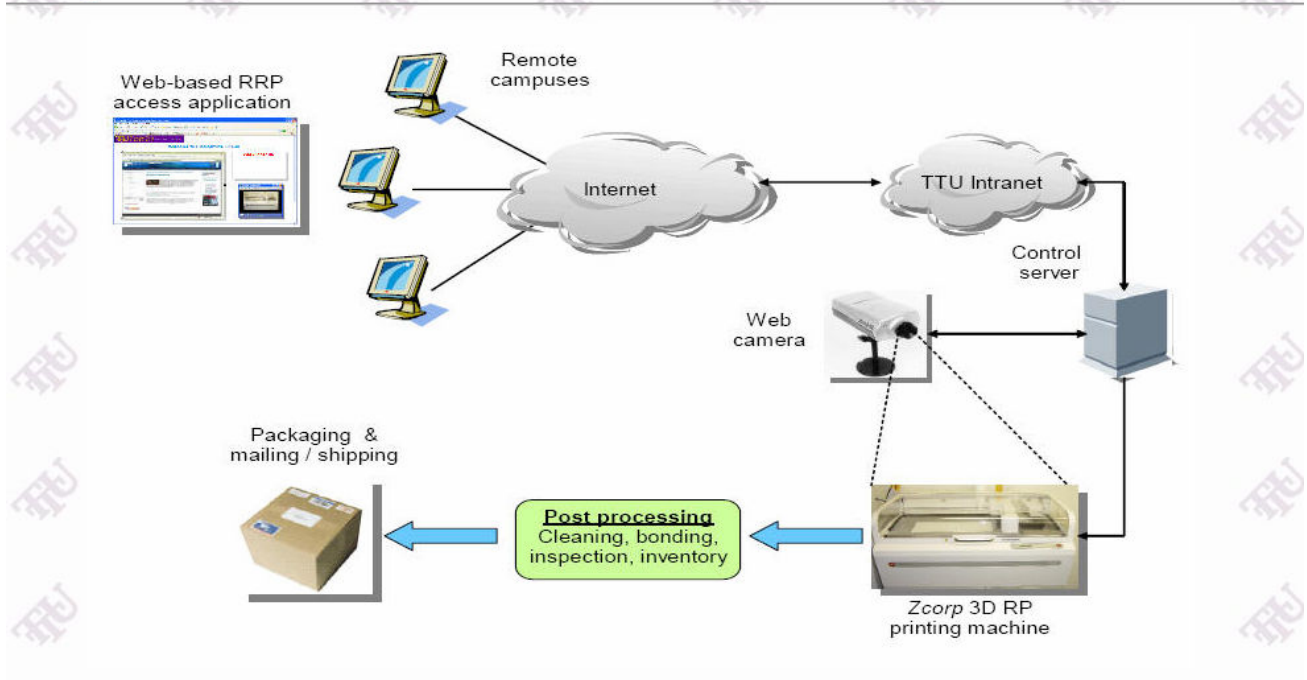 Remote
campuses
Web-based RRP
access application
Internet
TTU Intranet
Control
server
Web
camera
Packaging &
mailing / shipping
Post processing
Cleaning, bonding,
inspection, inventory
Zcorp 3D RP
printing machine
TTU